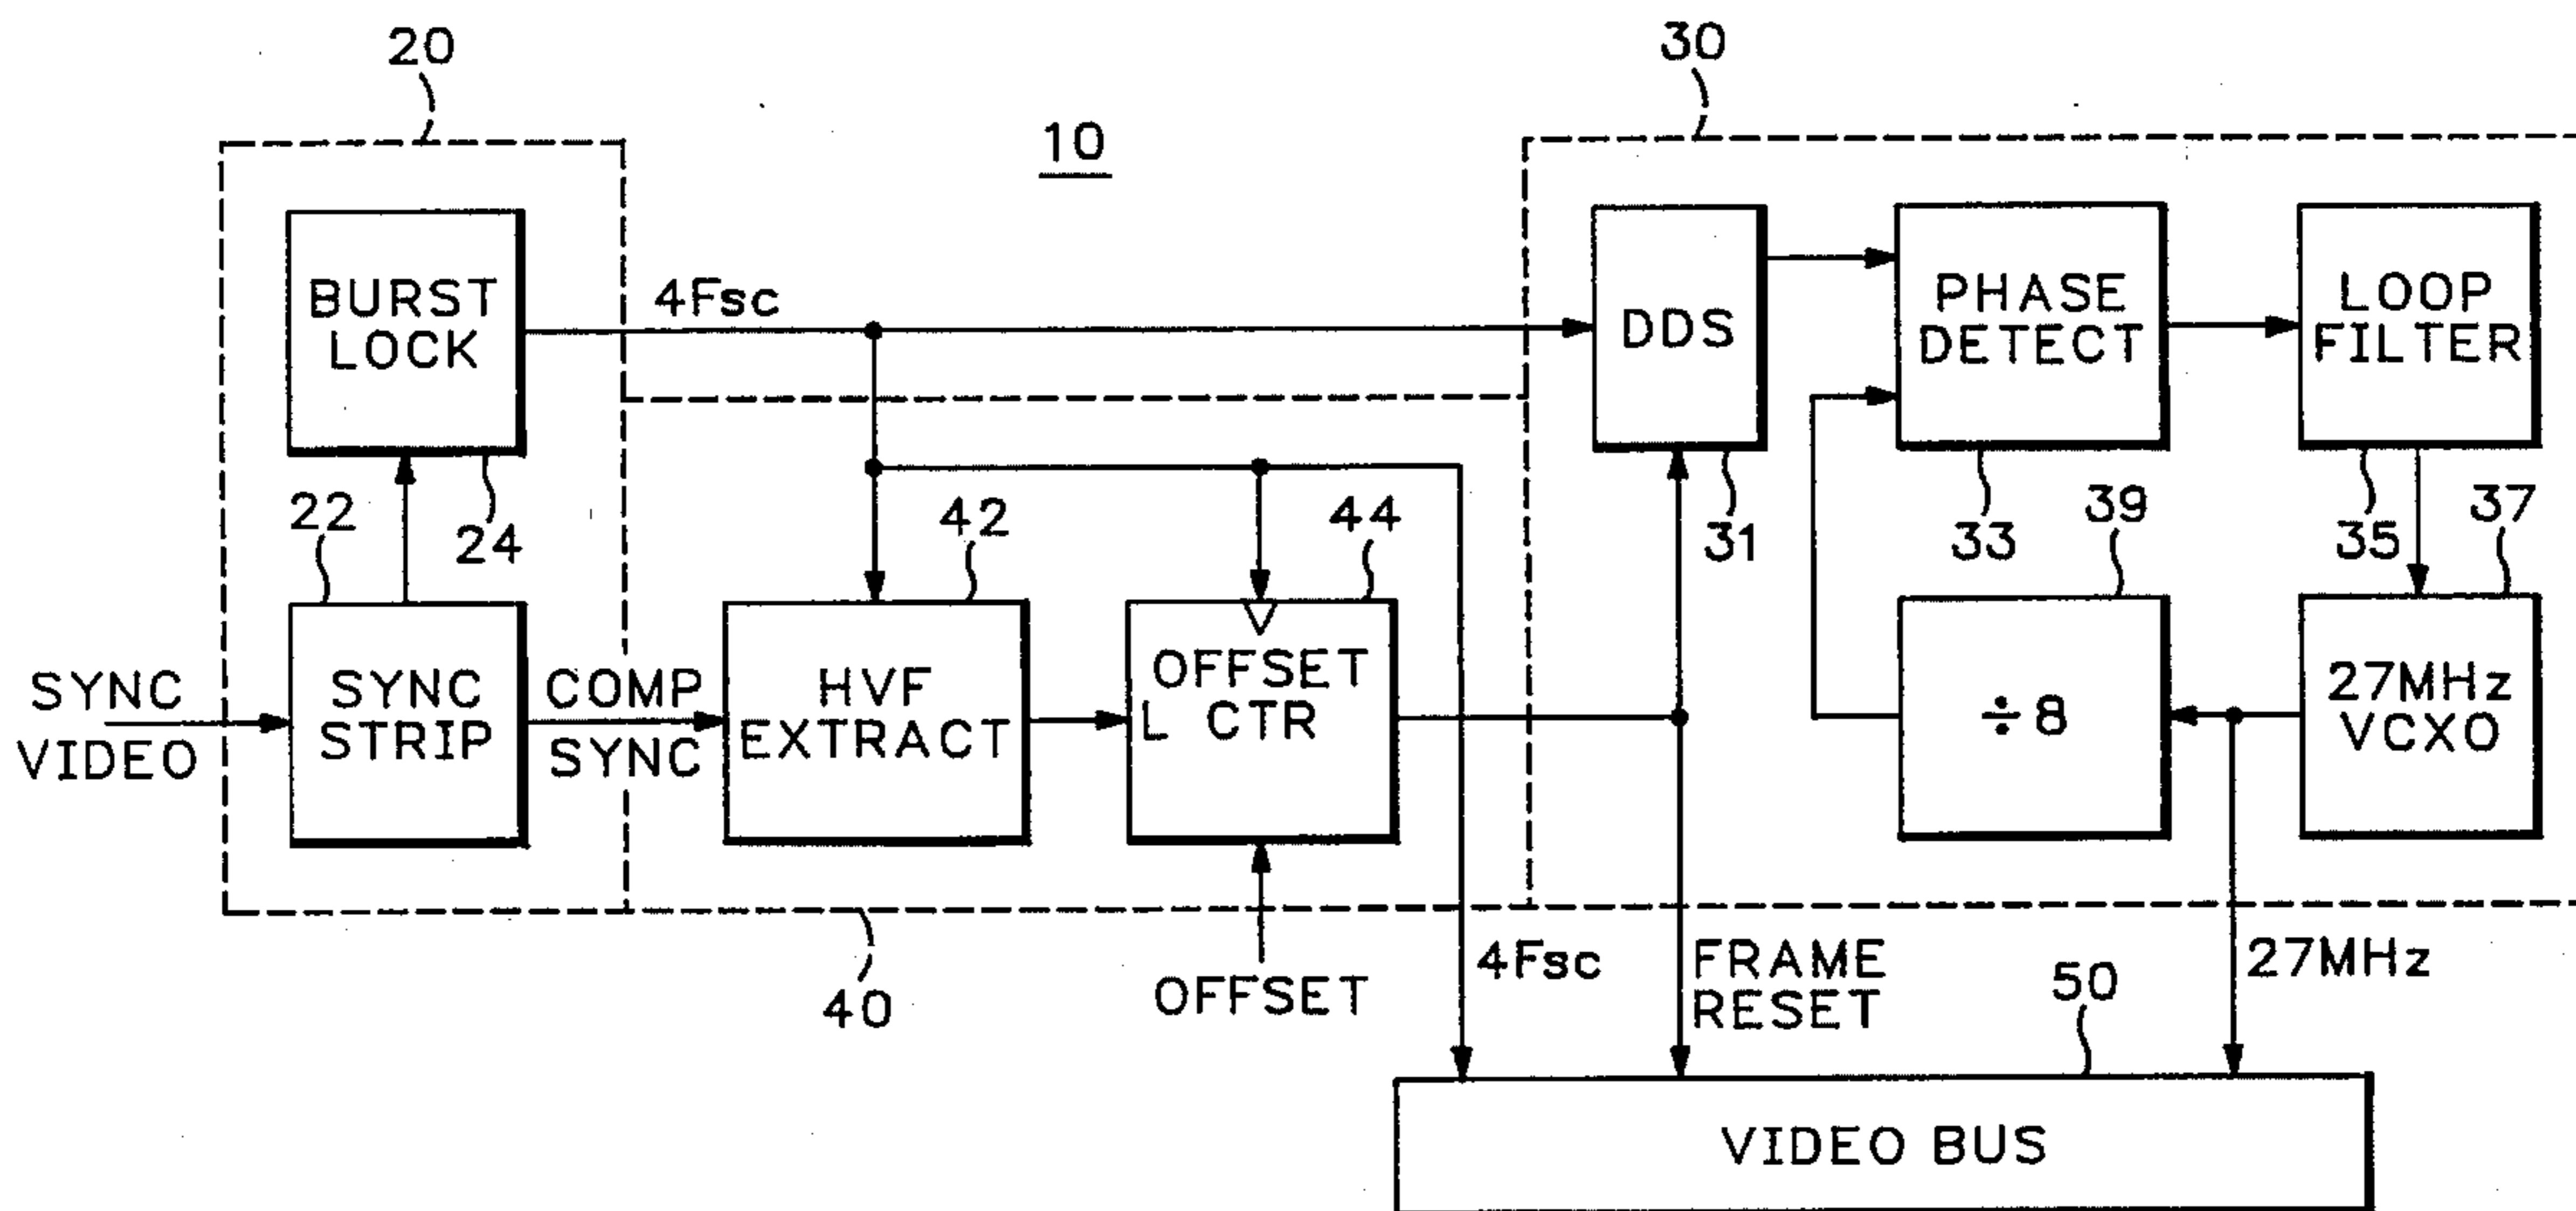 20
30
10
BURST
LOCK
4Fsc
DDS
PHASE
DETECT
LOOP
FILTER
22
24
42
44
31
33
39
35
37
SYNC
VIDEO
SYNC
STRIP
COMP
SYNC
HVF
EXTRACT
OFFSET
L CTR
÷8
27MHz
VCXO
40
OFFSET
4Fsc
FRAME
RESET
50
27MHz
VIDEO BUS